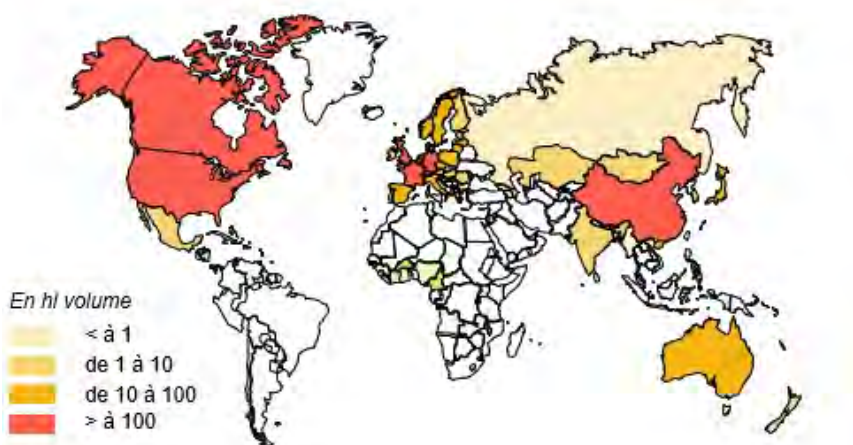 En hl volume
< à 1
de 1 à 10
de 10 à 100
> à 100